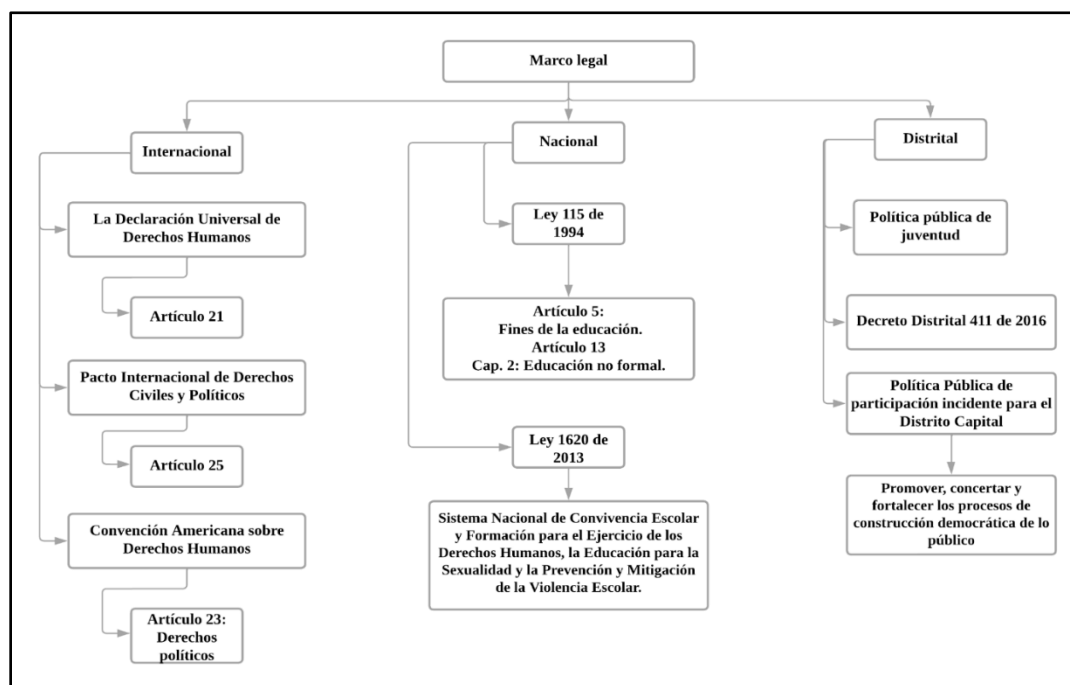 Marco legal
Internacional
La Declaración Universal de
Derechos Humanos
Artículo 21
Pacto Internacional de Derechos
Civiles y Políticos
Artículo 25
Convención Americana sobre
Derechos Humanos
Artículo 23:
Derechos
políticos
Nacional
Ley 115 de
1994
Artículo 5:
Fines de la educación.
Artículo 13
Cap. 2: Educación no formal.
Ley 1620 de
2013
Sistema Nacional de Convivencia Escolar
y Formación para el Ejercicio de los
Derechos Humanos, la Educación para la
Sexualidad y la Prevención y Mitigación
de la Violencia Escolar.
Distrital
Política pública de
juventud
Decreto Distrital 411 de 2016
Política Pública de
participación incidente para el
Distrito Capital
Promover, concertar y
fortalecer los procesos de
construcción democrática de lo
público